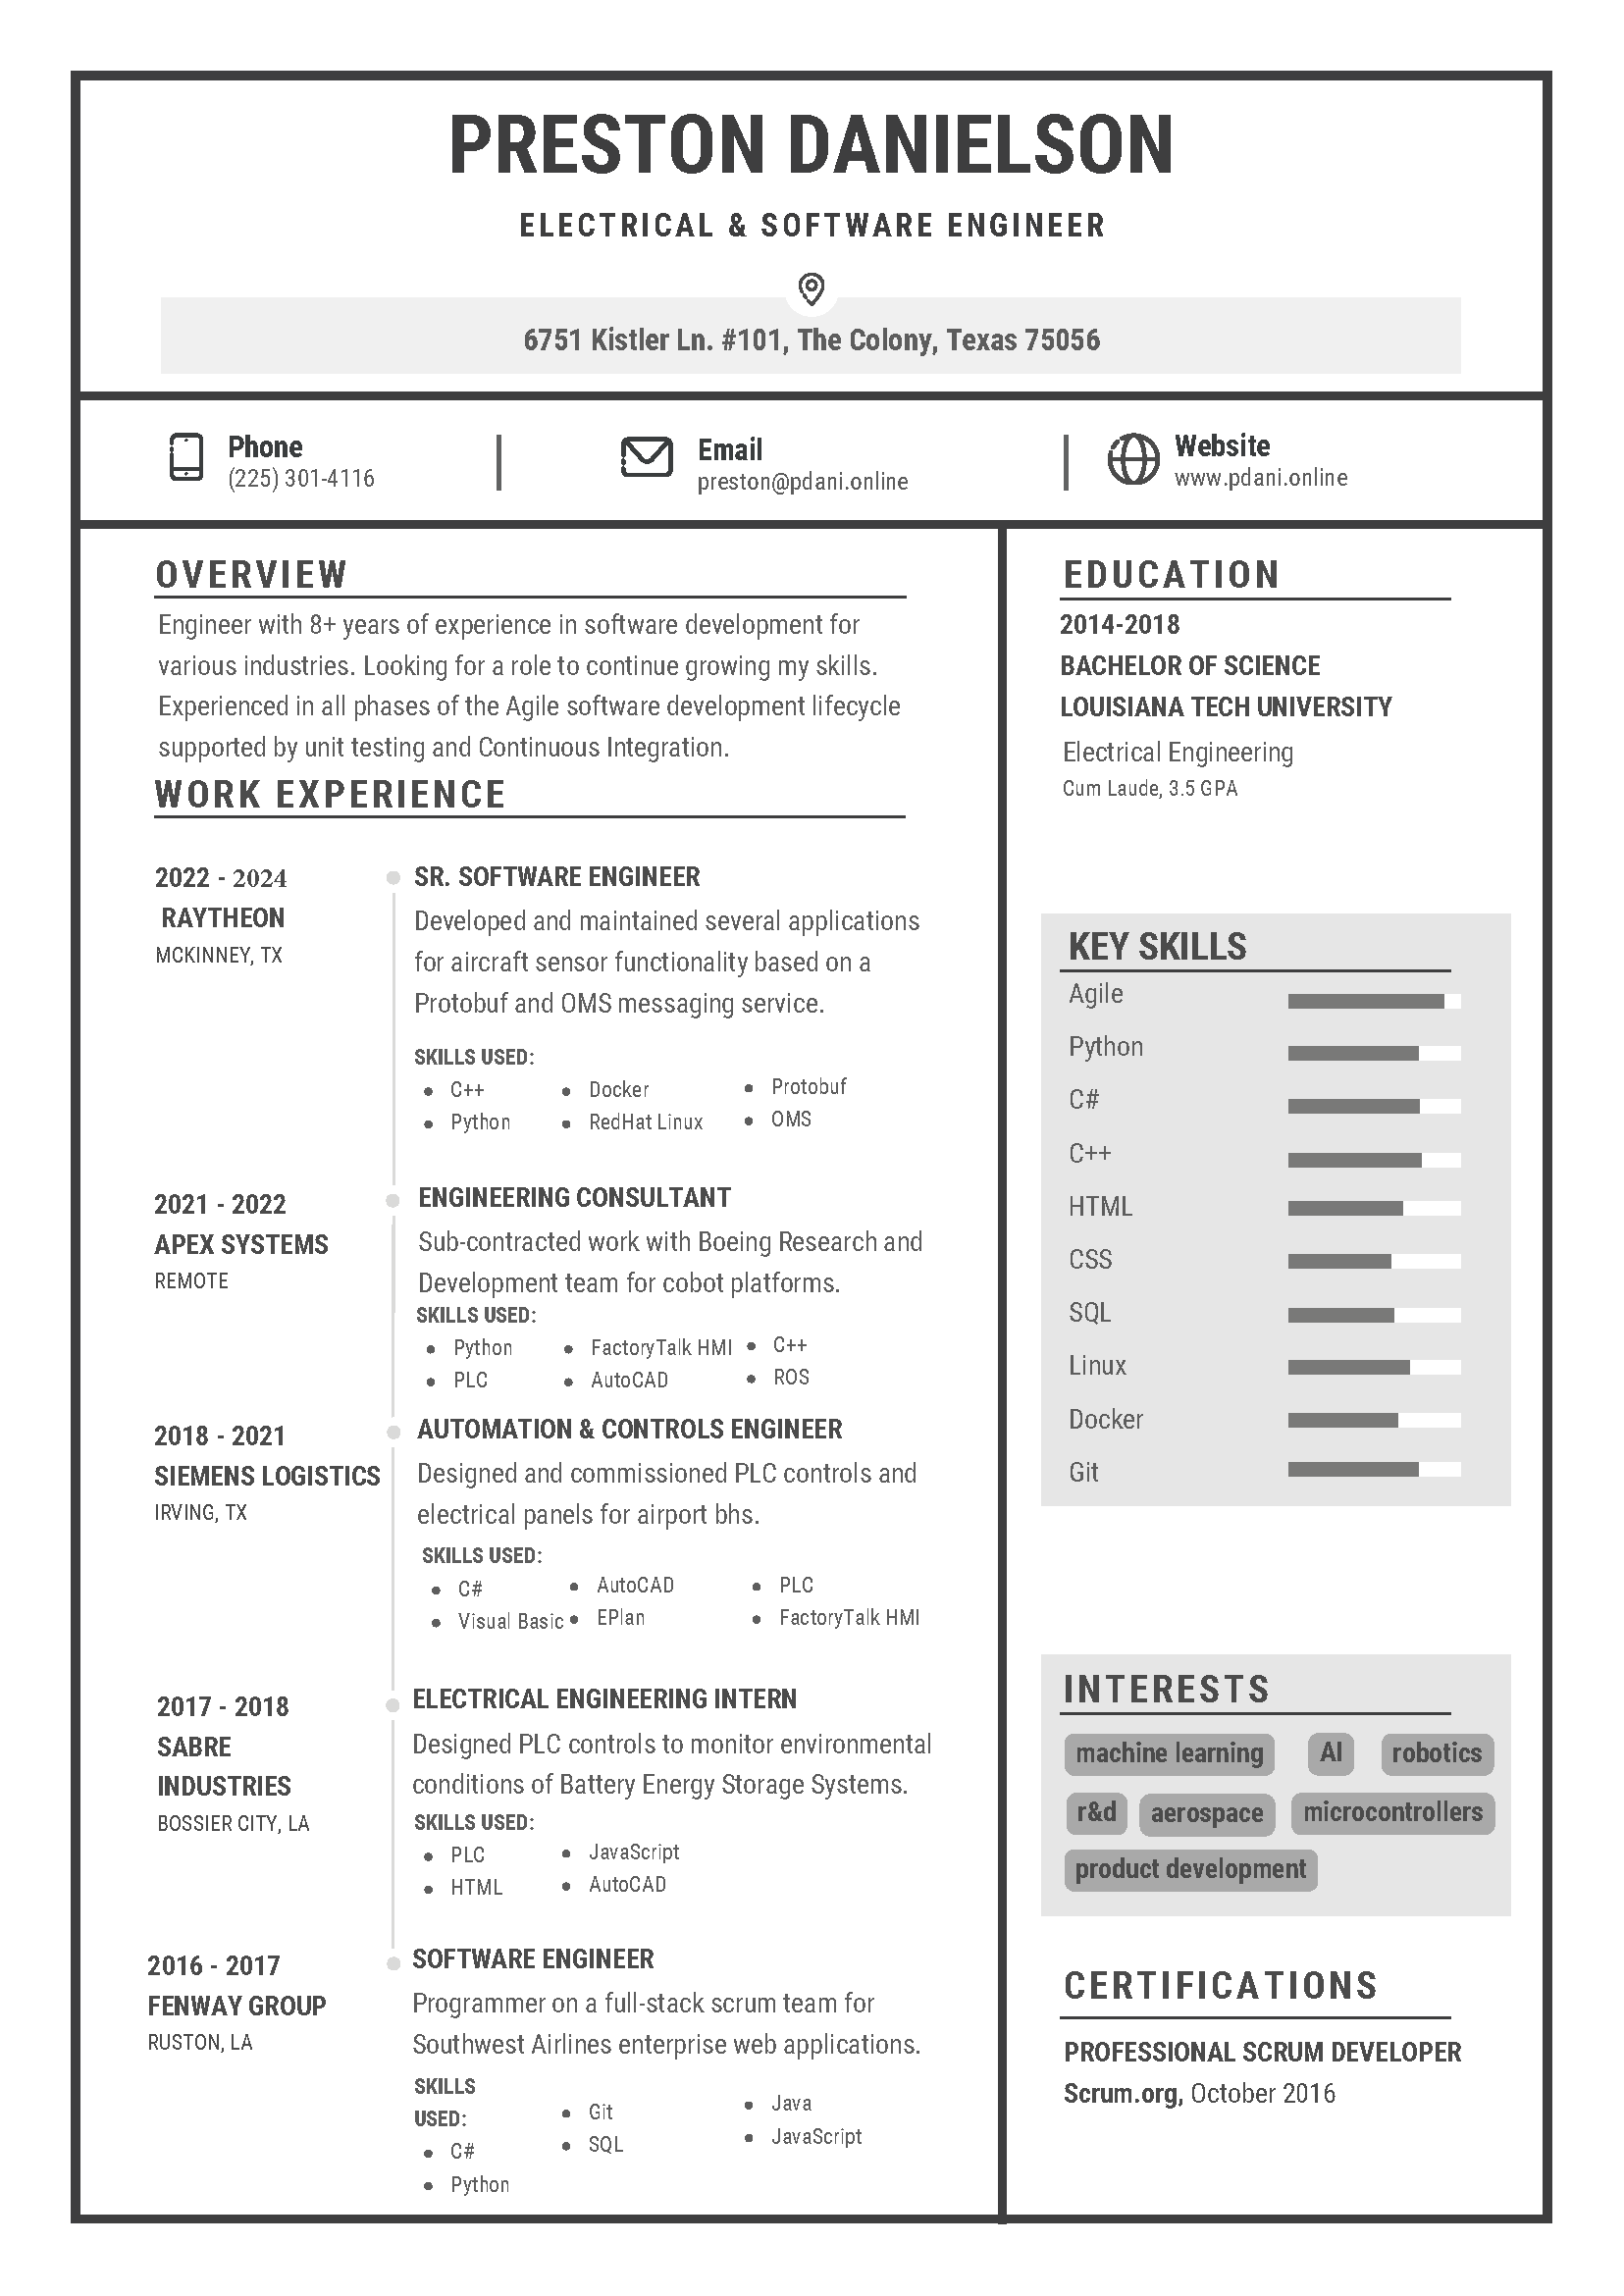 PRESTON DANIELSON
ELECTRICAL & SOFTWARE ENGINEER
6751 Kistler Ln. #101, The Colony, Texas 75056
Phone
(225) 301-4116
Email
preston@pdani.online
Website
www.pdani.online
OVERVIEW
Engineer with 8+ years of experience in software development for
various industries. Looking for a role to continue growing my skills.
Experienced in all phases of the Agile software development lifecycle
supported by unit testing and Continuous Integration.
WORK EXPERIENCE
2022 - 2024
RAYTHEON
MCKINNEY, TX
SR. SOFTWARE ENGINEER
Developed and maintained several applications
for aircraft sensor functionality based on a
Protobuf and OMS messaging service.
SKILLS USED:
• C++
• Python
• Docker
• RedHat Linux
• Protobuf
• OMS
2021 - 2022
APEX SYSTEMS
REMOTE
ENGINEERING CONSULTANT
Sub-contracted work with Boeing Research and
Development team for cobot platforms.
SKILLS USED:
• Python
• PLC
• FactoryTalk HMI
• AutoCAD
• C++
• ROS
2018 - 2021
SIEMENS LOGISTICS
IRVING, TX
AUTOMATION & CONTROLS ENGINEER
Designed and commissioned PLC controls and
electrical panels for airport bhs.
SKILLS USED:
• C#
• Visual Basic
• AutoCAD
• EPlan
• PLC
• FactoryTalk HMI
2017 - 2018
SABRE
INDUSTRIES
BOSSIER CITY, LA
ELECTRICAL ENGINEERING INTERN
Designed PLC controls to monitor environmental
conditions of Battery Energy Storage Systems.
SKILLS USED:
• PLC
• HTML
• JavaScript
• AutoCAD
2016 - 2017
FENWAY GROUP
RUSTON, LA
SOFTWARE ENGINEER
Programmer on a full-stack scrum team for
Southwest Airlines enterprise web applications.
SKILLS
USED:
• C#
• Python
• Git
• SQL
• Java
• JavaScript
EDUCATION
2014-2018
BACHELOR OF SCIENCE
LOUISIANA TECH UNIVERSITY
Electrical Engineering
Cum Laude, 3.5 GPA
KEY SKILLS
Agile
Python
C#
C++
HTML
CSS
SQL
Linux
Docker
Git
INTERESTS
machine learning AI robotics
r&d aerospace microcontrollers
product development
CERTIFICATIONS
PROFESSIONAL SCRUM DEVELOPER
Scrum.org, October 2016